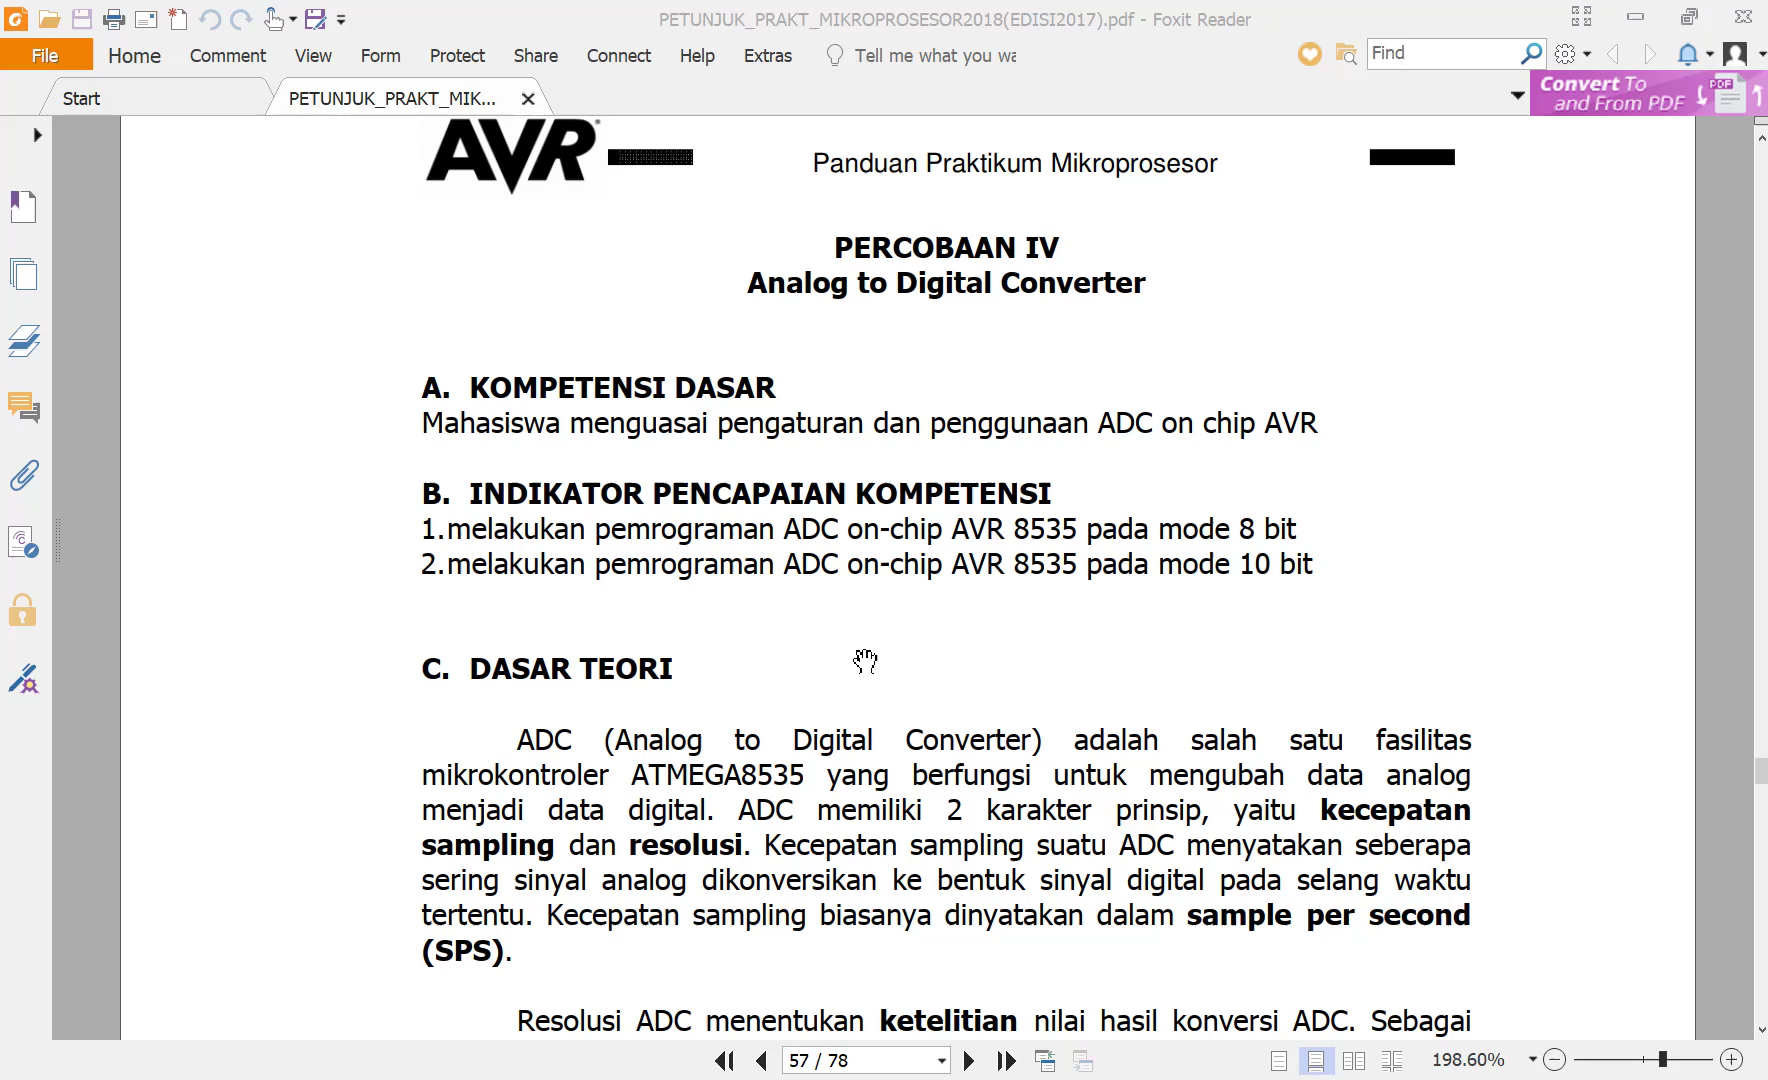 PETUNJUK_PRAKT_MIKROPROSESOR2018(EDISI2017).pdf - Foxit Reader
File Home Comment View Form Protect Share Connect Help Extras Tell me what you wa Find
Start PETUNJUK_PRAKT_MIK... Convert To and From PDF PDF
AVR Panduan Praktikum Mikroprosesor
PERCOBAAN IV
Analog to Digital Converter
A. KOMPETENSI DASAR
Mahasiswa menguasai pengaturan dan penggunaan ADC on chip AVR
B. INDIKATOR PENCAPAIAN KOMPETENSI
1.melakukan pemrograman ADC on-chip AVR 8535 pada mode 8 bit
2.melakukan pemrograman ADC on-chip AVR 8535 pada mode 10 bit
C. DASAR TEORI
ADC (Analog to Digital Converter) adalah salah satu fasilitas
mikrokontroler ATMEGA8535 yang berfungsi untuk mengubah data analog
menjadi data digital. ADC memiliki 2 karakter prinsip, yaitu kecepatan
sampling dan resolusi. Kecepatan sampling suatu ADC menyatakan seberapa
sering sinyal analog dikonversikan ke bentuk sinyal digital pada selang waktu
tertentu. Kecepatan sampling biasanya dinyatakan dalam sample per second
(SPS).
Resolusi ADC menentukan ketelitian nilai hasil konversi ADC. Sebagai
57 / 78 198.60%